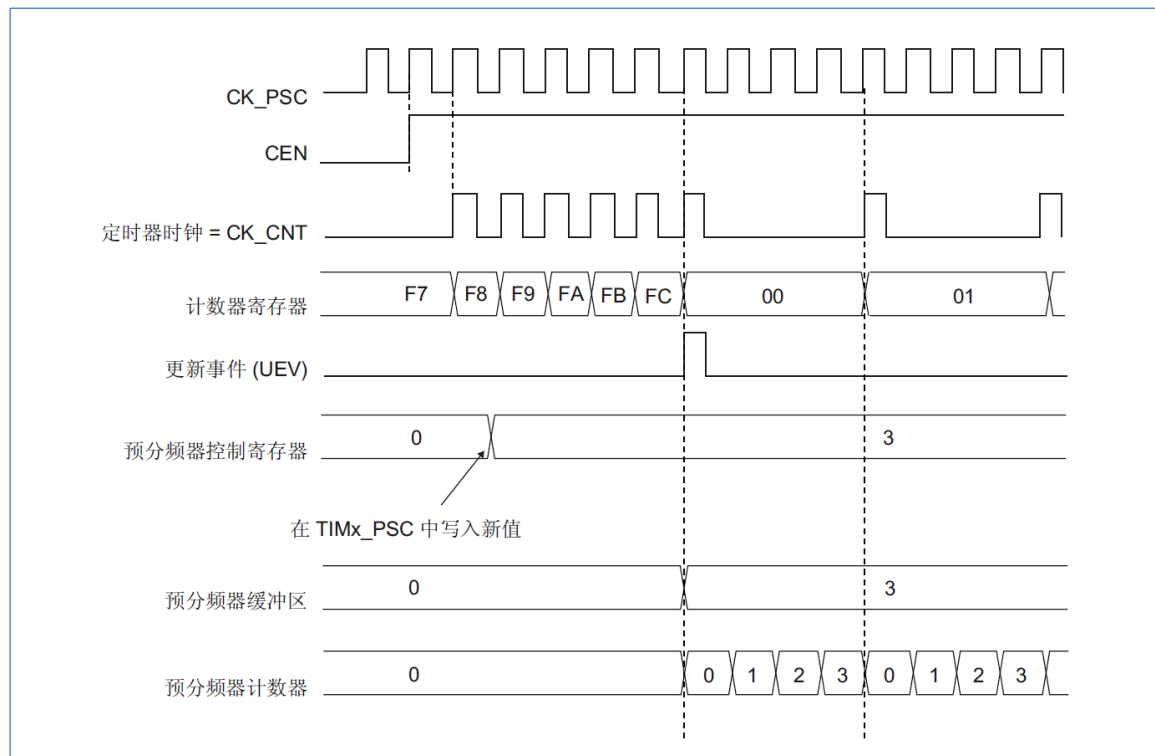 CK_PSC
CEN
定时器时钟 = CK_CNT
计数器寄存器 F7 F8 F9 FA FB FC 00 01
更新事件 (UEV)
预分频器控制寄存器 0 3
在 TIMx_PSC 中写入新值
预分频器缓冲区 0 3
预分频器计数器 0 0 1 2 3 0 1 2 3